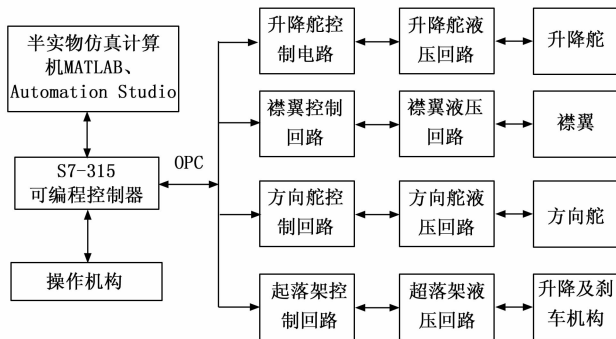 半实物仿真计算
机MATLAB、
Automation Studio
S7-315
可编程控制器
操作机构
OPC
升降舵控
制电路
升降舵液
压回路
升降舵
襟翼控制
回路
襟翼液压
回路
襟翼
方向舵控
制回路
方向舵液
压回路
方向舵
起落架控
制回路
超落架液
压回路
升降及刹
车机构